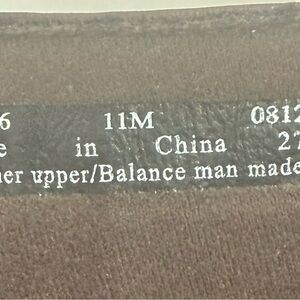 6 11M 0812
e in China 27
her upper/Balance man made